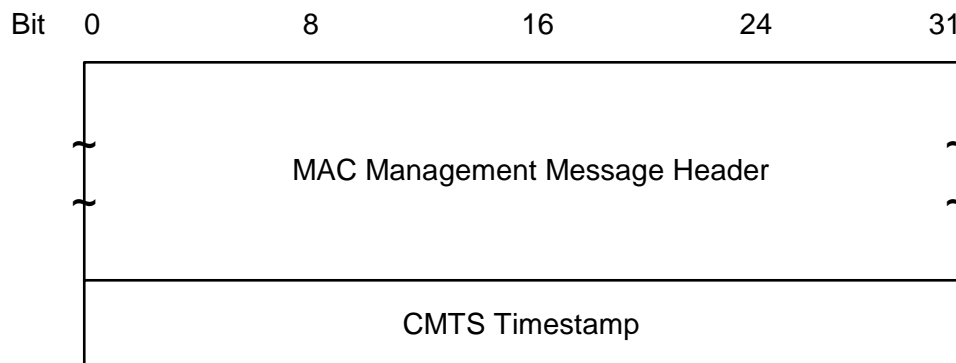 Bit 0 8 16 24 31
MAC Management Message Header
CMTS Timestamp